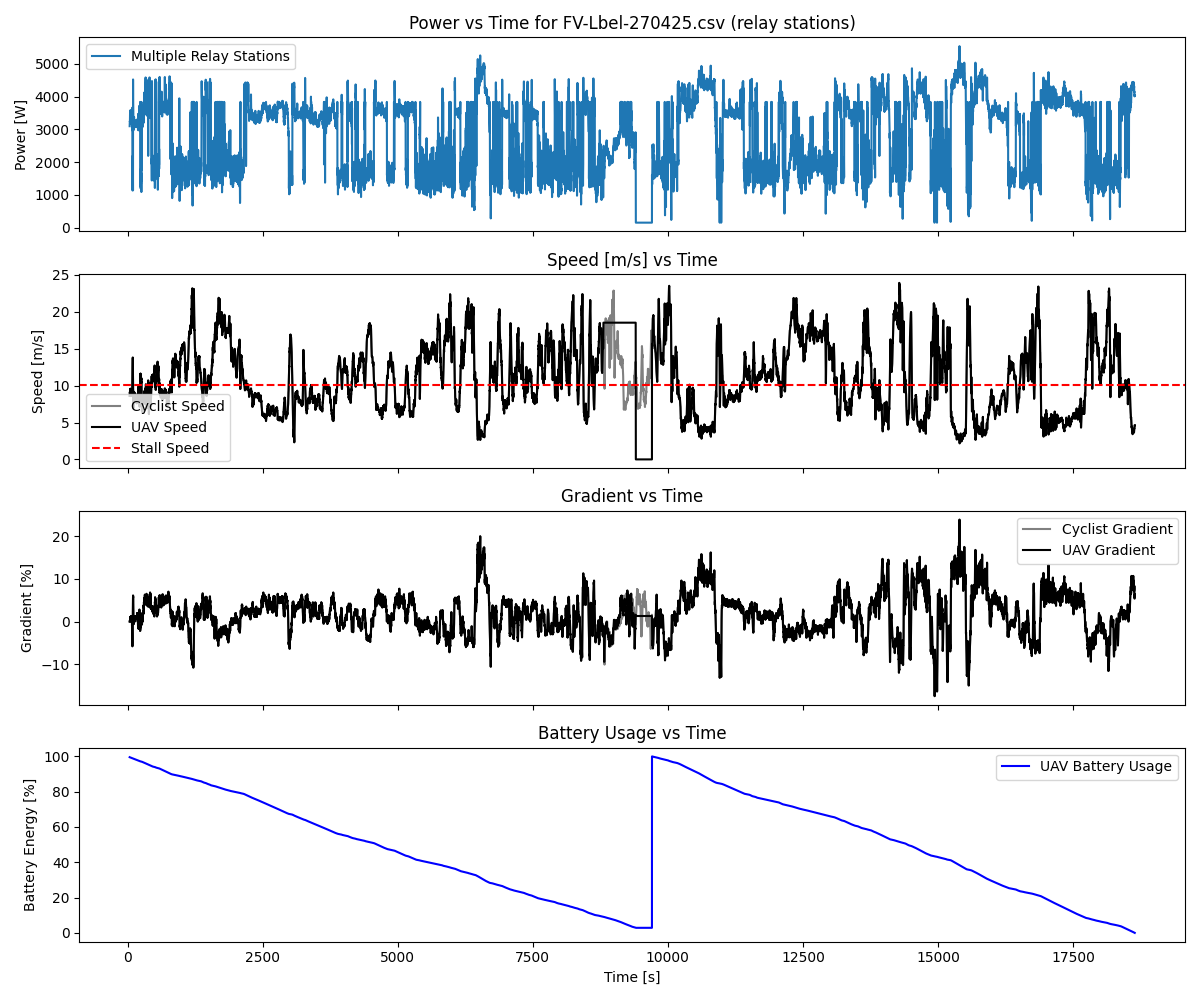 Power vs Time for FV-Lbel-270425.csv (relay stations)
Multiple Relay Stations
Power [W]
5000
4000
3000
2000
1000
0
Speed [m/s] vs Time
Speed [m/s]
25
20
15
10
5
0
Cyclist Speed
UAV Speed
Stall Speed
Gradient vs Time
Gradient [%]
20
10
0
−10
Cyclist Gradient
UAV Gradient
Battery Usage vs Time
Battery Energy [%]
100
80
60
40
20
0
UAV Battery Usage
0 2500 5000 7500 10000 12500 15000 17500
Time [s]